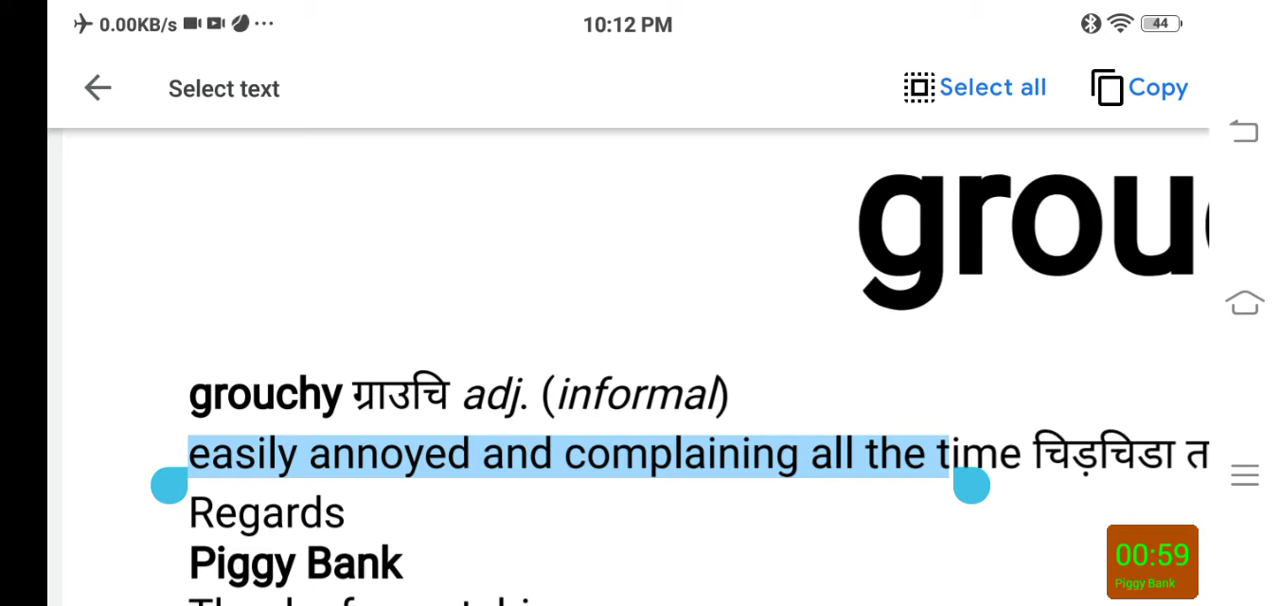 0.00KB/s ... 10:12 PM 44
Select text Select all Copy
grou
grouchy ग्राउचि adj. (informal)
easily annoyed and complaining all the time चिड़चिडा त
Regards
Piggy Bank
00:59
Piggy Bank